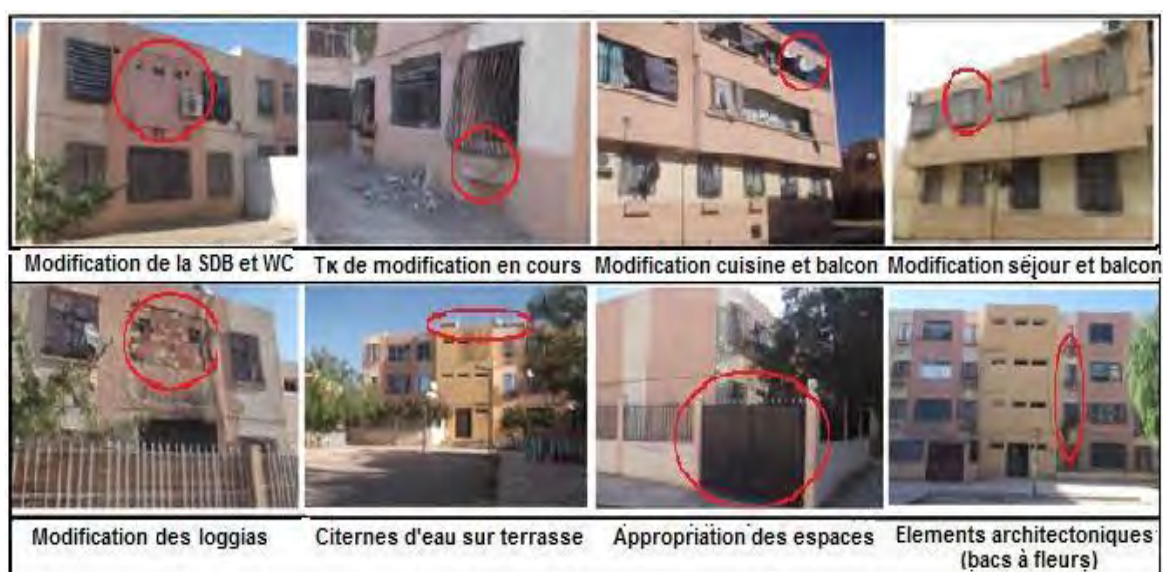 Modification de la SDB et WC
Tк de modification en cours
Modification cuisine et balcon
Modification séjour et balcon
Modification des loggias
Citernes d'eau sur terrasse
Appropriation des espaces
Elements architectoniques
(bacs à fleurs)